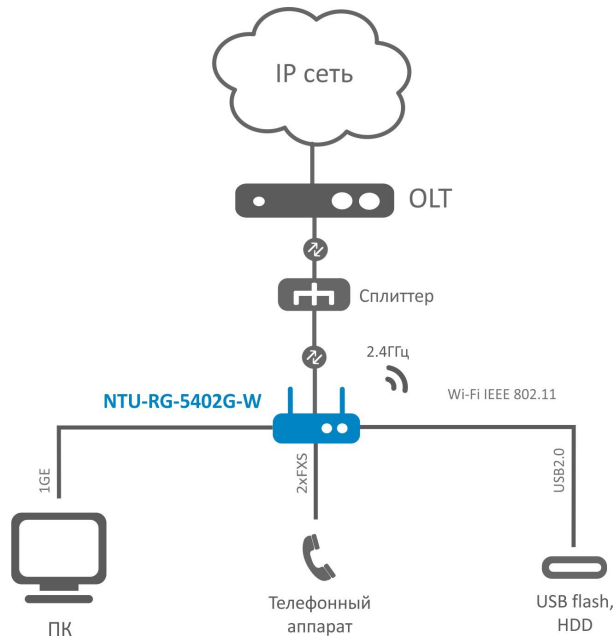 IP сеть
OLT
Сплиттер
2.4ГГц
Wi-Fi IEEE 802.11
NTU-RG-5402G-W
1GE
2xFXS
USB2.0
ПК
Телефонный
аппарат
USB flash,
HDD